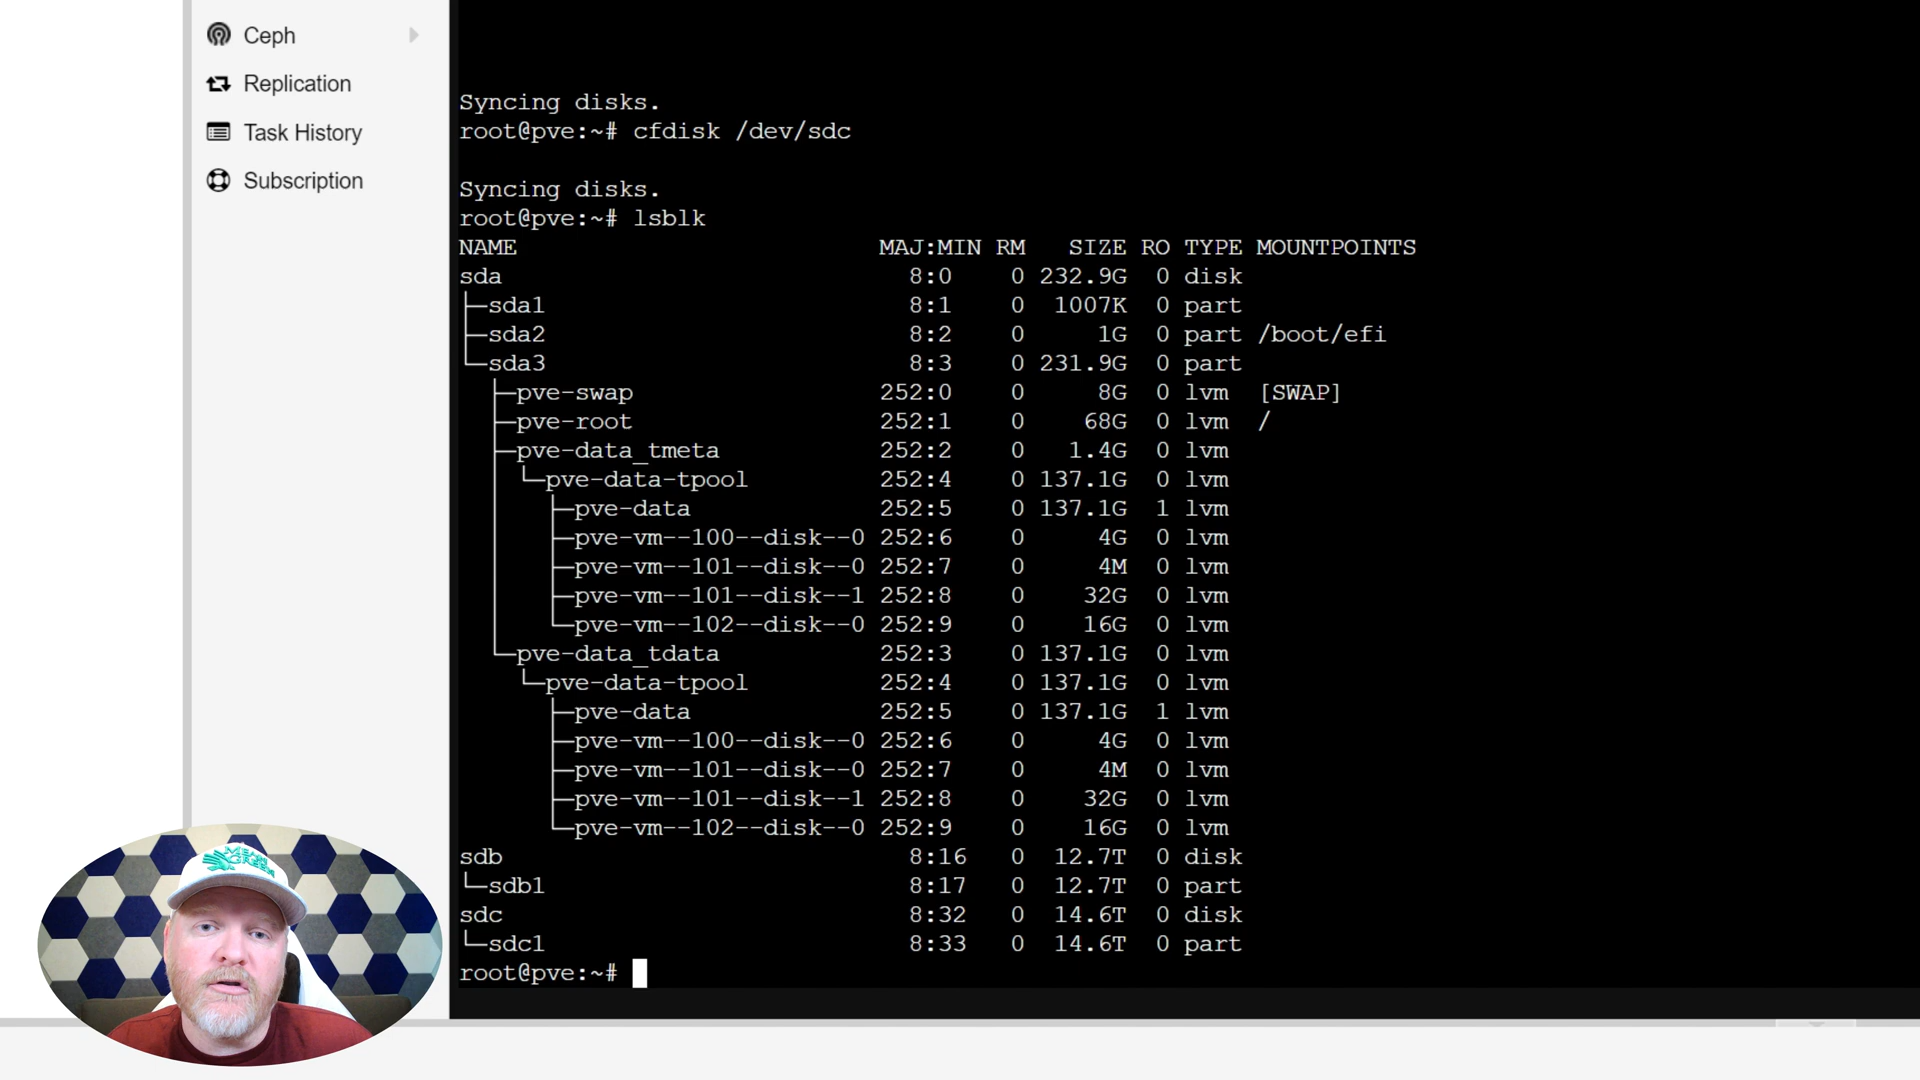 Ceph
Replication
Task History
Subscription
Syncing disks.
root@pve:~# cfdisk /dev/sdc
Syncing disks.
root@pve:~# lsblk
NAME MAJ:MIN RM SIZE RO TYPE MOUNTPOINTS
sda 8:0 0 232.9G 0 disk
├─sda1 8:1 0 1007K 0 part
├─sda2 8:2 0 1G 0 part /boot/efi
└─sda3 8:3 0 231.9G 0 part
├─pve-swap 252:0 0 8G 0 lvm [SWAP]
├─pve-root 252:1 0 68G 0 lvm /
├─pve-data_tmeta 252:2 0 1.4G 0 lvm
│ └─pve-data-tpool 252:4 0 137.1G 0 lvm
│ ├─pve-data 252:5 0 137.1G 1 lvm
│ ├─pve-vm--100--disk--0 252:6 0 4G 0 lvm
│ ├─pve-vm--101--disk--0 252:7 0 4M 0 lvm
│ ├─pve-vm--101--disk--1 252:8 0 32G 0 lvm
│ └─pve-vm--102--disk--0 252:9 0 16G 0 lvm
└─pve-data_tdata 252:3 0 137.1G 0 lvm
└─pve-data-tpool 252:4 0 137.1G 0 lvm
├─pve-data 252:5 0 137.1G 1 lvm
├─pve-vm--100--disk--0 252:6 0 4G 0 lvm
├─pve-vm--101--disk--0 252:7 0 4M 0 lvm
├─pve-vm--101--disk--1 252:8 0 32G 0 lvm
└─pve-vm--102--disk--0 252:9 0 16G 0 lvm
sdb 8:16 0 12.7T 0 disk
└─sdb1 8:17 0 12.7T 0 part
sdc 8:32 0 14.6T 0 disk
└─sdc1 8:33 0 14.6T 0 part
root@pve:~#
MEAN
GREEN